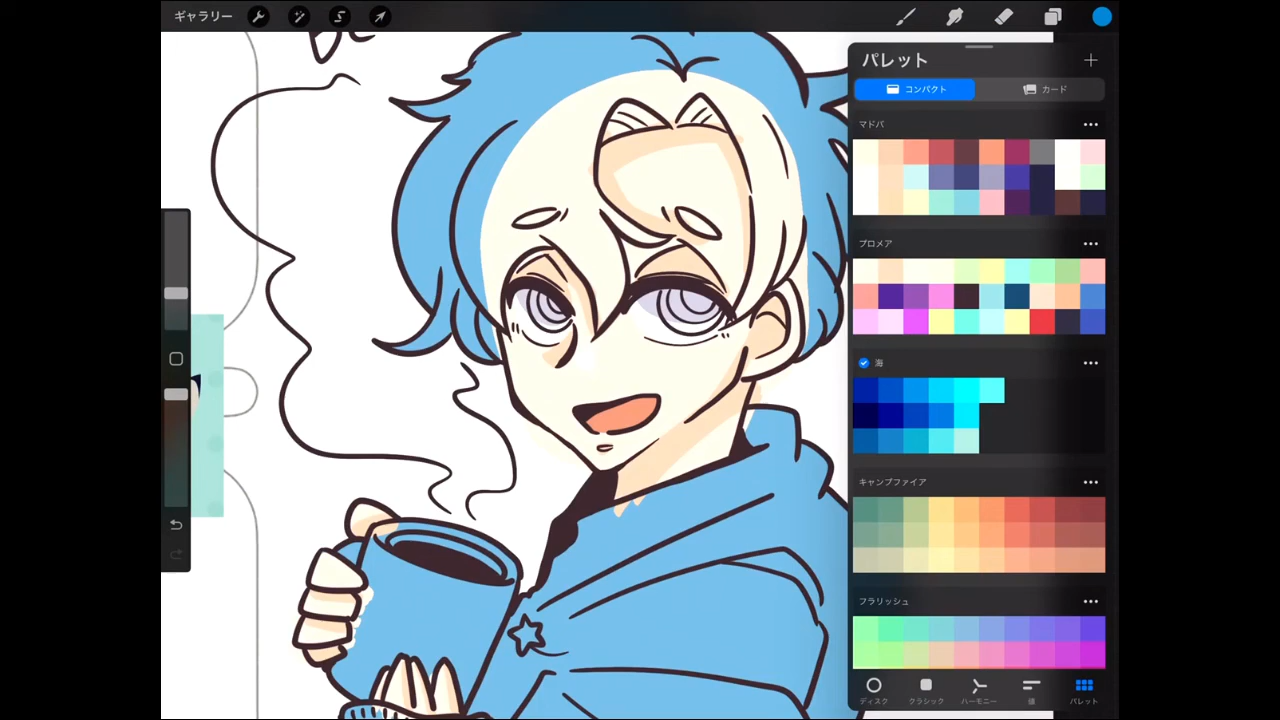 ギャラリー
パレット
コンパクト
カード
マドパ
プロメア
海
キャンプファイア
フラリッシュ
ディスク
クラシック
ハーモニー
値
パレット